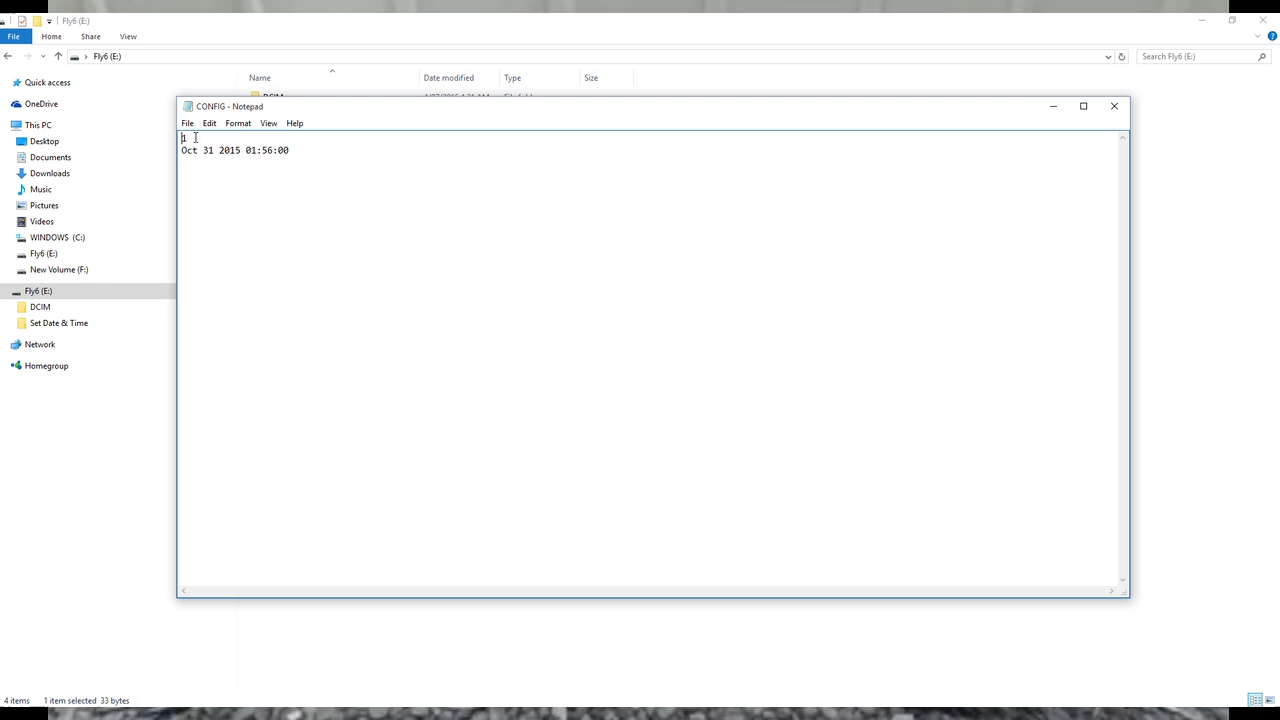 Fly6 (E:)
File Home Share View
Fly6 (E:)
Search Fly6 (E:)
Name Date modified Type Size
Quick access
OneDrive
This PC
Desktop
Documents
Downloads
Music
Pictures
Videos
WINDOWS (C:)
Fly6 (E:)
New Volume (F:)
Fly6 (E:)
DCIM
Set Date & Time
Network
Homegroup
CONFIG - Notepad
File Edit Format View Help
1
Oct 31 2015 01:56:00
4 items 1 item selected 33 bytes